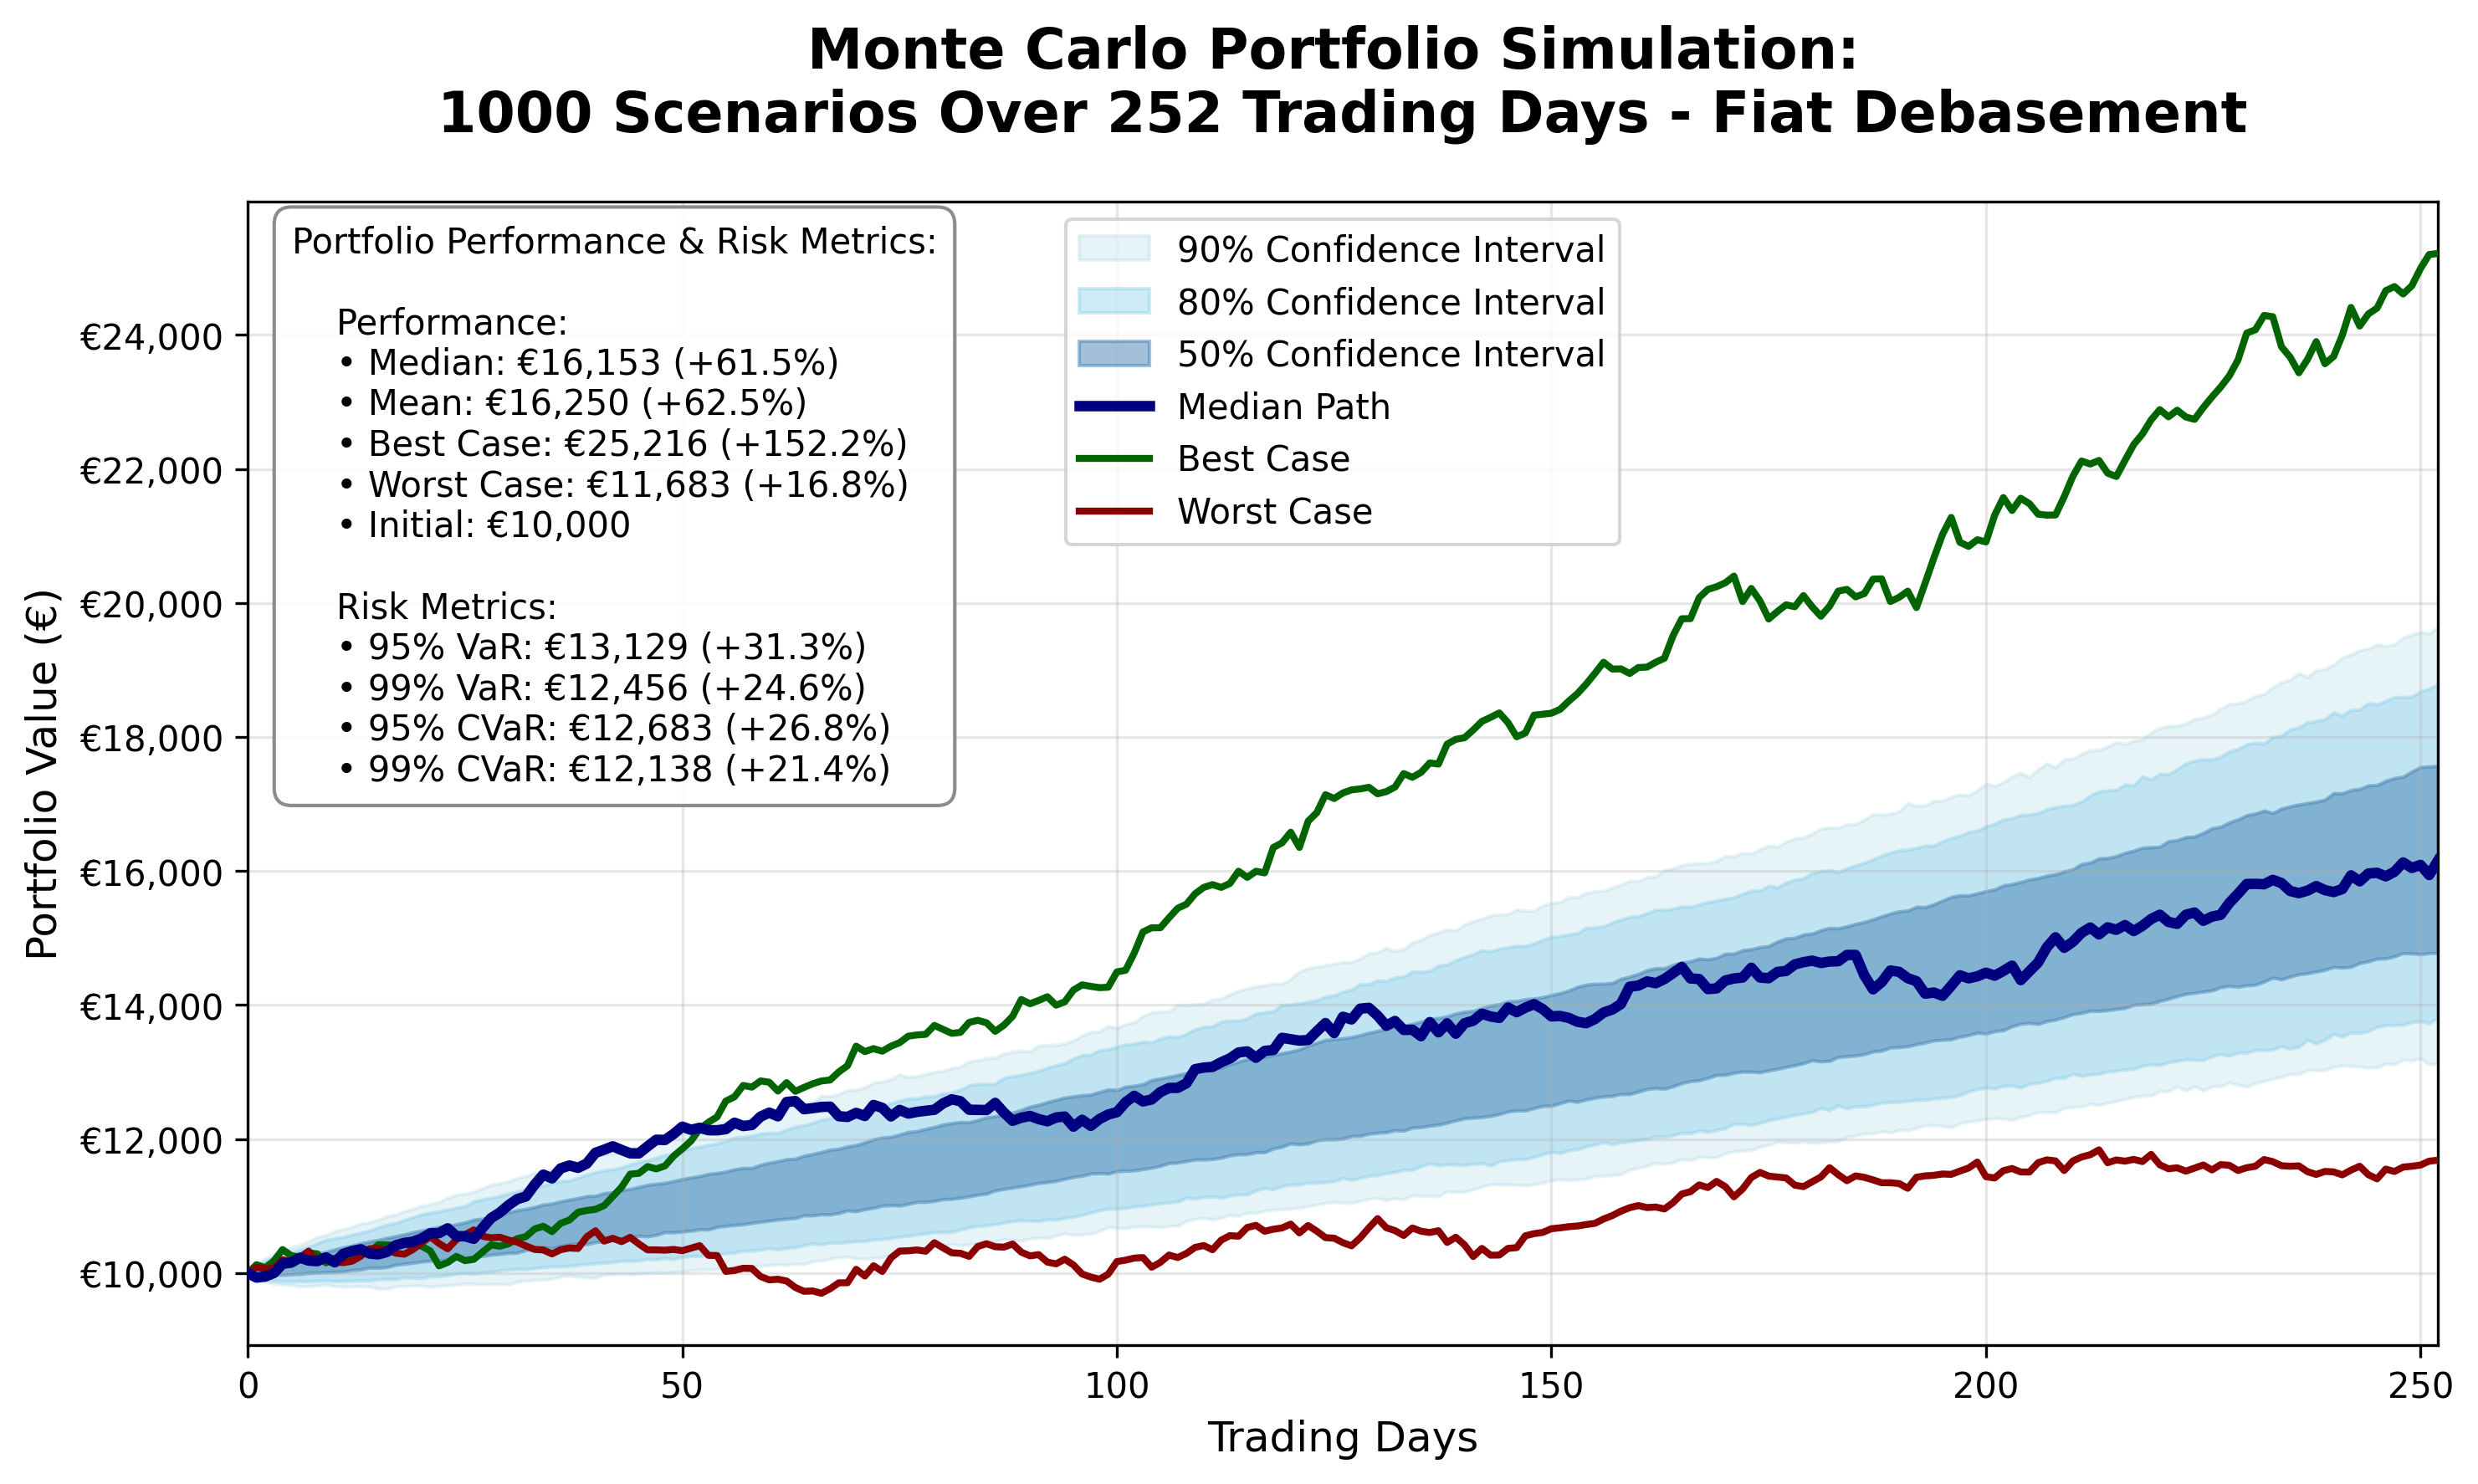 Monte Carlo Portfolio Simulation:
1000 Scenarios Over 252 Trading Days - Fiat Debasement
Portfolio Performance & Risk Metrics:
Performance:
• Median: €16,153 (+61.5%)
• Mean: €16,250 (+62.5%)
• Best Case: €25,216 (+152.2%)
• Worst Case: €11,683 (+16.8%)
• Initial: €10,000
Risk Metrics:
• 95% VaR: €13,129 (+31.3%)
• 99% VaR: €12,456 (+24.6%)
• 95% CVaR: €12,683 (+26.8%)
• 99% CVaR: €12,138 (+21.4%)
90% Confidence Interval
80% Confidence Interval
50% Confidence Interval
Median Path
Best Case
Worst Case
Portfolio Value (€)
€24,000
€22,000
€20,000
€18,000
€16,000
€14,000
€12,000
€10,000
0
50
100
150
200
250
Trading Days